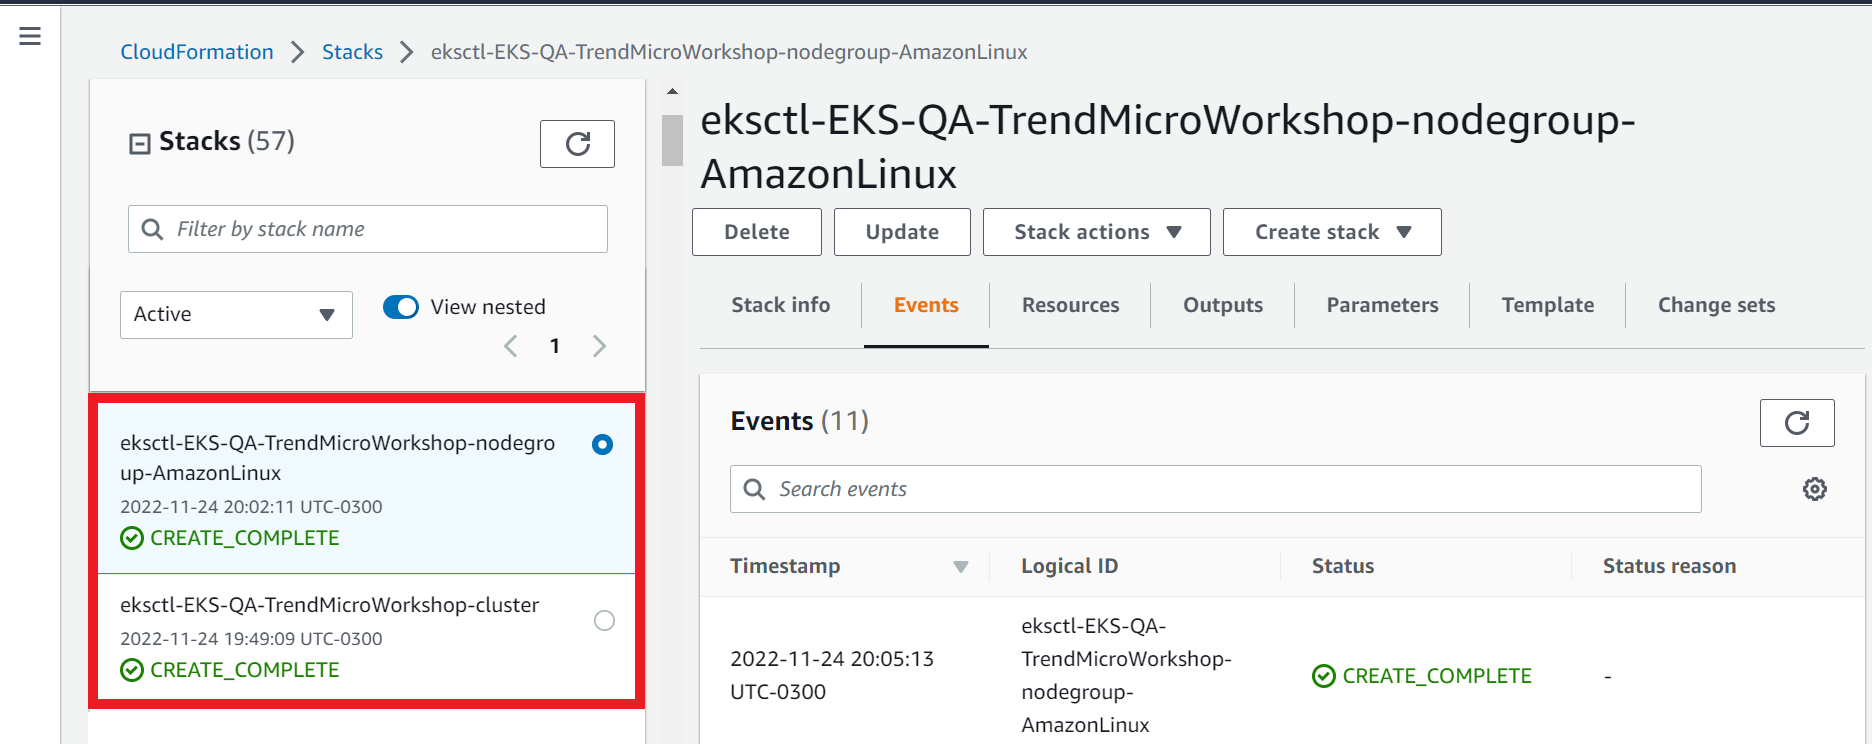 CloudFormation > Stacks > eksctl-EKS-QA-TrendMicroWorkshop-nodegroup-AmazonLinux
Stacks (57)
Filter by stack name
Active
View nested
1
eksctl-EKS-QA-TrendMicroWorkshop-nodegro
up-AmazonLinux
2022-11-24 20:02:11 UTC-0300
CREATE_COMPLETE
eksctl-EKS-QA-TrendMicroWorkshop-cluster
2022-11-24 19:49:09 UTC-0300
CREATE_COMPLETE
eksctl-EKS-QA-TrendMicroWorkshop-nodegroup-
AmazonLinux
Delete Update Stack actions Create stack
Stack info Events Resources Outputs Parameters Template Change sets
Events (11)
Search events
Timestamp Logical ID Status Status reason
2022-11-24 20:05:13
UTC-0300
eksctl-EKS-QA-
TrendMicroWorkshop-
nodegroup-
AmazonLinux
CREATE_COMPLETE
-